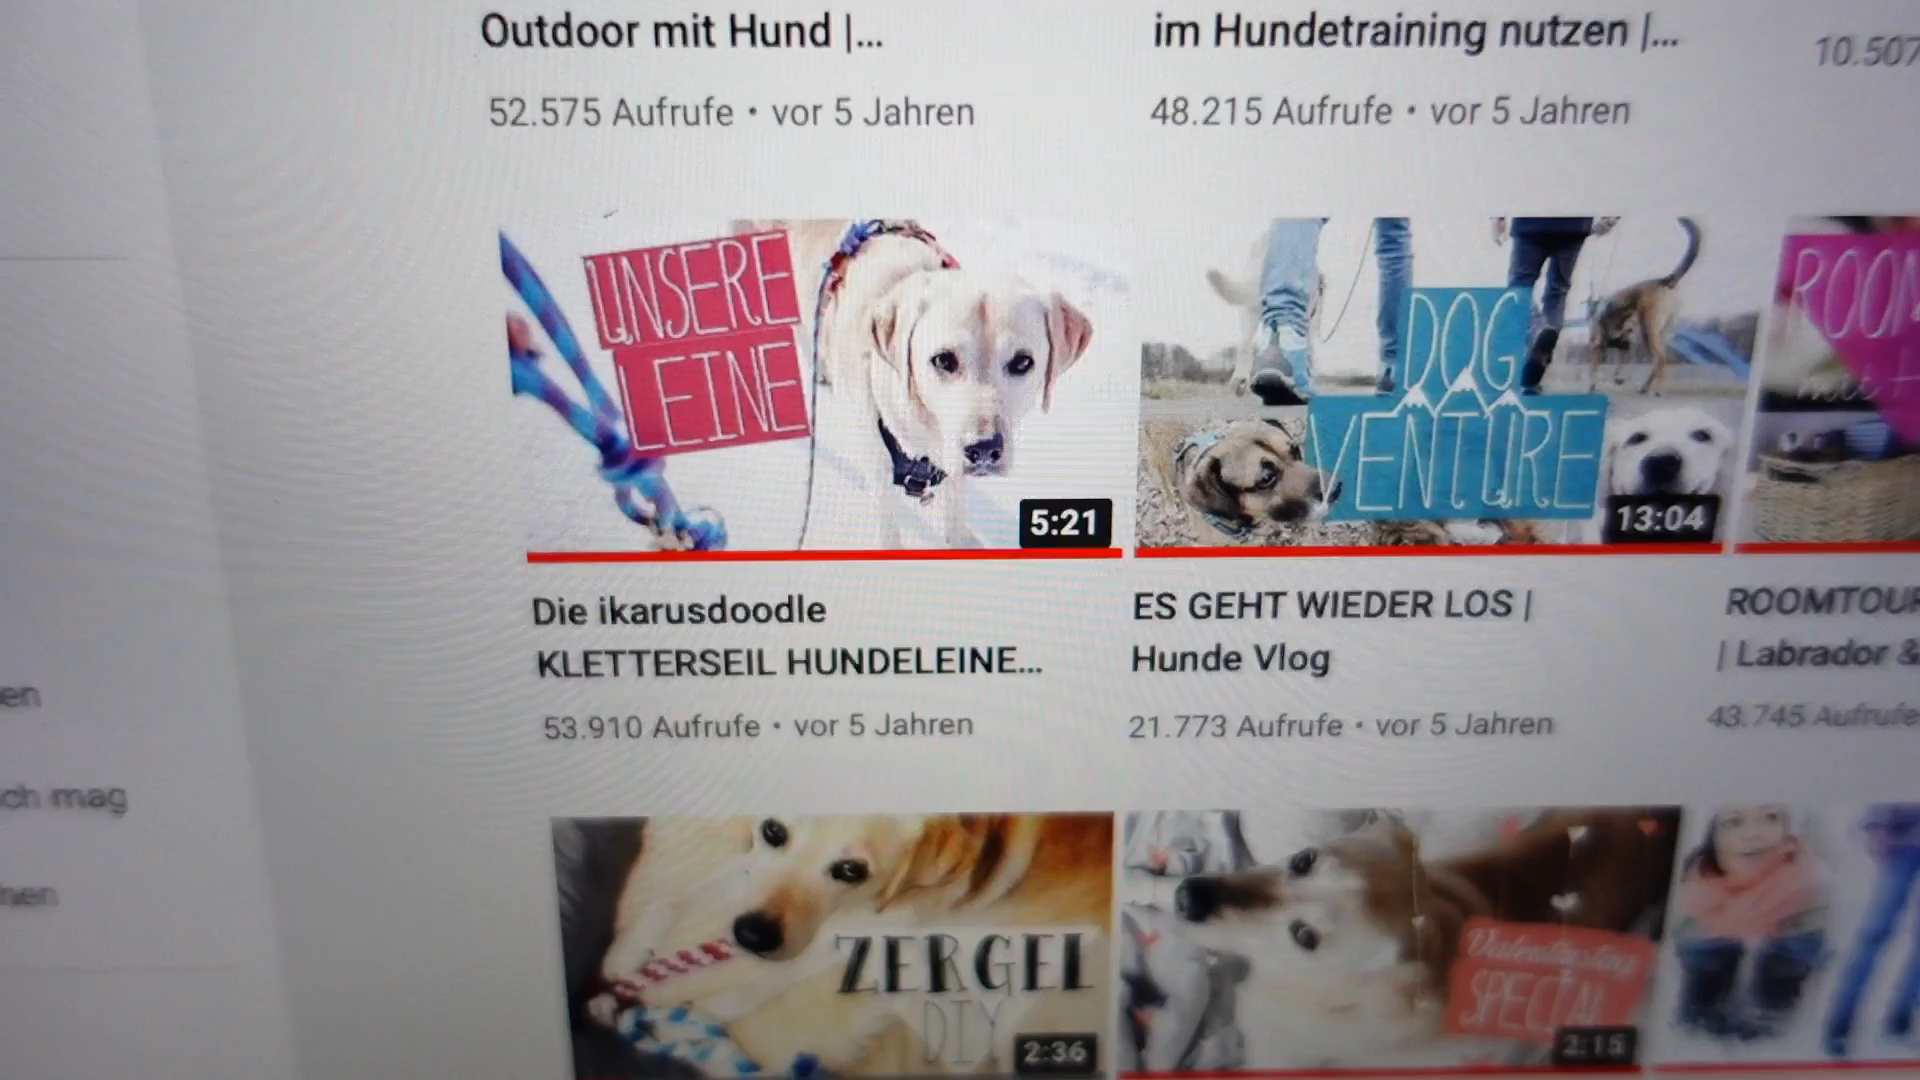 Outdoor mit Hund |...
im Hundetraining nutzen |...
52.575 Aufrufe • vor 5 Jahren
48.215 Aufrufe • vor 5 Jahren
10.507
UNSERE
LEINE
5:21
DOG
VENTURE
13:04
ROOM
Die ikarusdoodle
KLETTERSEIL HUNDELEINE...
53.910 Aufrufe • vor 5 Jahren
ES GEHT WIEDER LOS |
Hunde Vlog
21.773 Aufrufe • vor 5 Jahren
ROOMTOUR
| Labrador &
43.745 Aufrufe
en
ch mag
hnen
ZERGEL
DIY
2:36
Valentinstag
SPECIAL
2:15